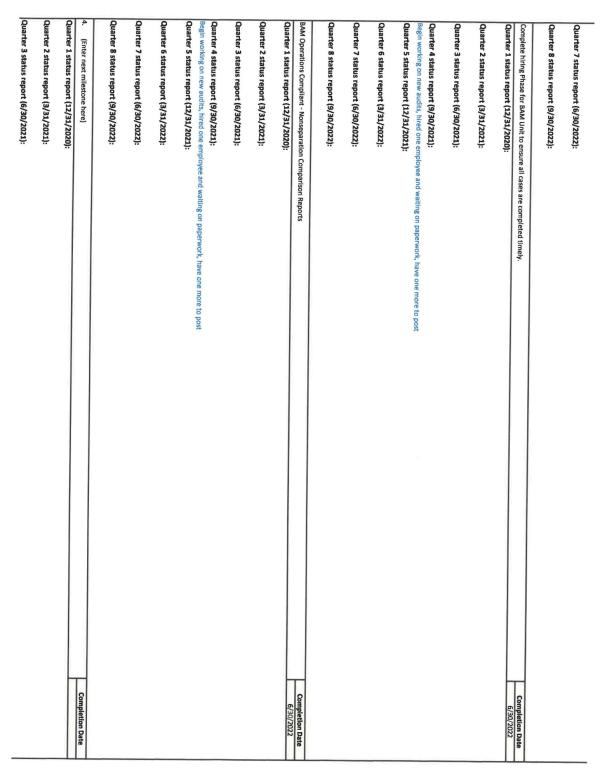 Quarter 7 status report (6/30/2022):
Quarter 8 status report (9/30/2022):
Complete hiring Phase for BAM Unit to ensure all cases are completed timely.
Completion Date
6/30/2022
Quarter 1 status report (12/31/2020):
Quarter 2 status report (3/31/2021):
Quarter 3 status report (6/30/2021):
Quarter 4 status report (9/30/2021):
Begin working on new audits, hired one employee and waiting on paperwork, have one more to post
Quarter 5 status report (12/31/2021):
Quarter 6 status report (3/31/2022):
Quarter 7 status report (6/30/2022):
Quarter 8 status report (9/30/2022):
BAM Operations Compliant - Nonseparation Comparison Reports
Completion Date
6/30/2022
Quarter 1 status report (12/31/2020):
Quarter 2 status report (3/31/2021):
Quarter 3 status report (6/30/2021):
Quarter 4 status report (9/30/2021):
Begin working on new audits, hired one employee and waiting on paperwork, have one more to post
Quarter 5 status report (12/31/2021):
Quarter 6 status report (3/31/2022):
Quarter 7 status report (6/30/2022):
Quarter 8 status report (9/30/2022):
4. (Enter next milestone here)
Completion Date
Quarter 1 status report (12/31/2020):
Quarter 2 status report (3/31/2021):
Quarter 3 status report (6/30/2021):